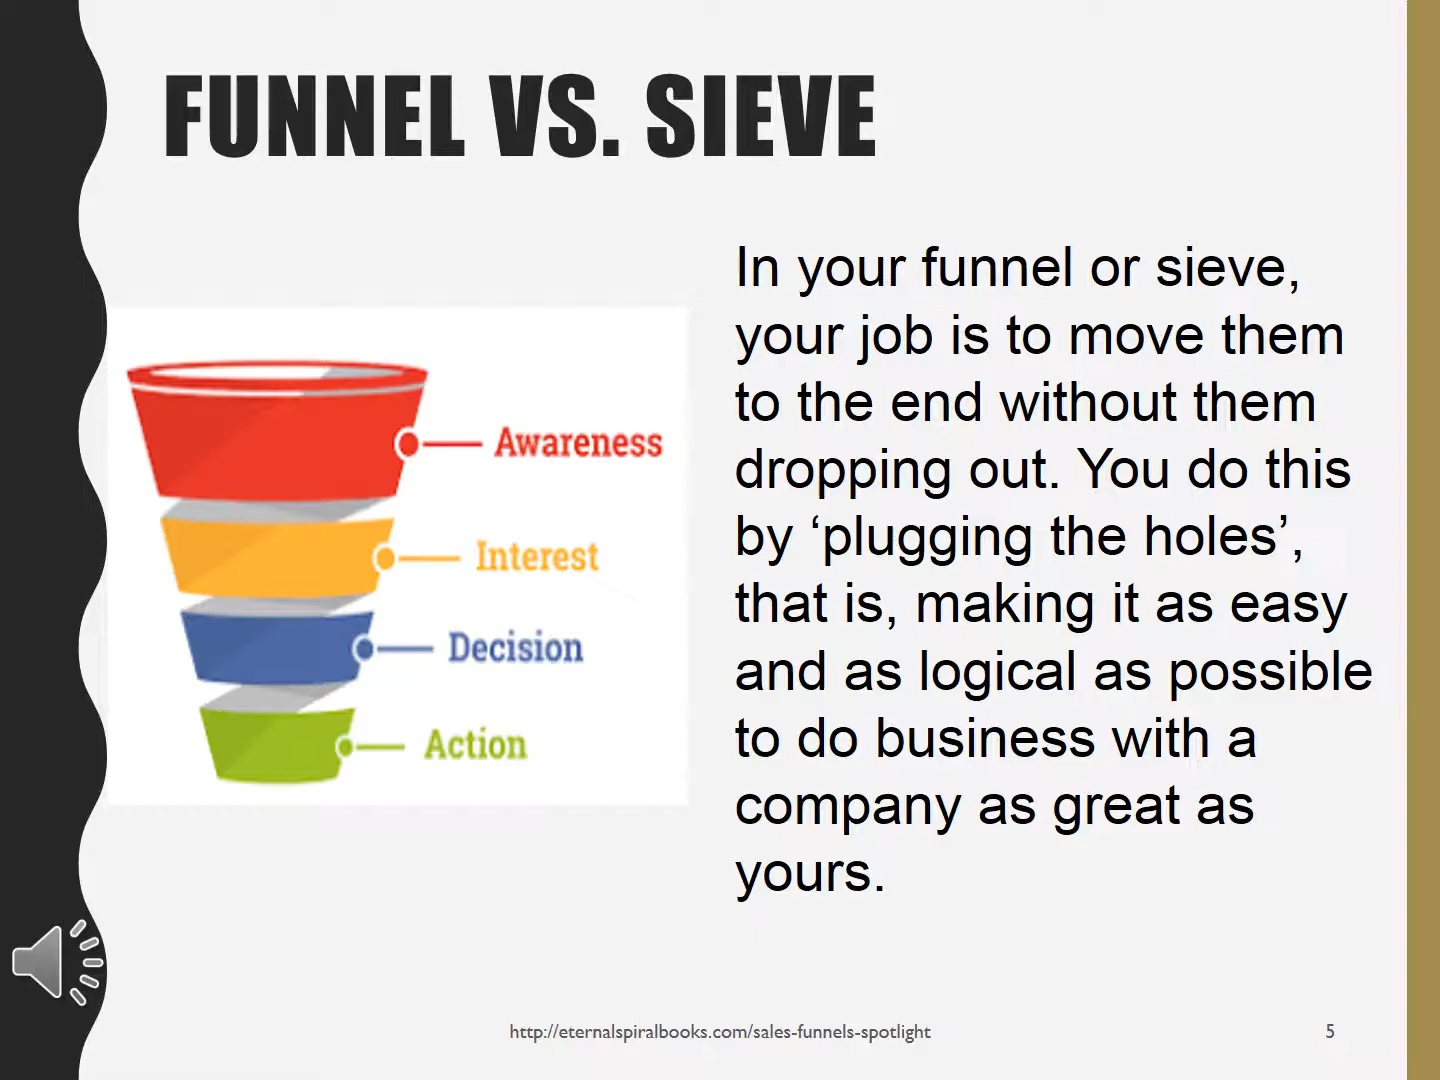 FUNNEL VS. SIEVE
Awareness
Interest
Decision
Action
In your funnel or sieve,
your job is to move them
to the end without them
dropping out. You do this
by ‘plugging the holes’,
that is, making it as easy
and as logical as possible
to do business with a
company as great as
yours.
http://eternalspiralbooks.com/sales-funnels-spotlight
5